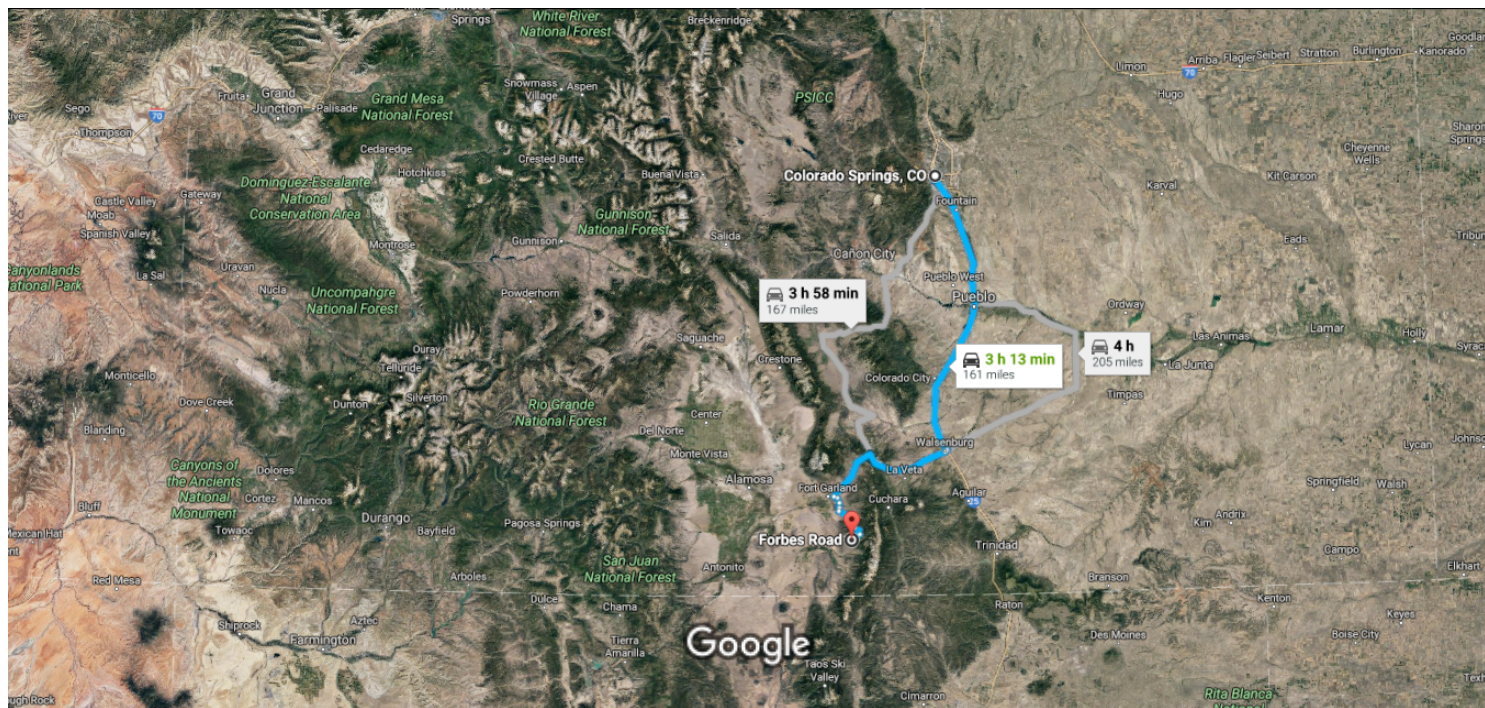 Springs
White River
National Forest
Breckenridge
Goodlan
Limon
Arriba
Flagler
Seibert
Stratton
Burlington
Kanorado
70
Hugo
Snowmass
Village
Aspen
PSICC
Grand
Junction
Fruita
Palisade
Grand Mesa
National Forest
Sego
River
70
Thompson
Cedaredge
Hotchkiss
Crested Butte
Buena Vista
Colorado Springs, CO
Sharon
Springs
Cheyenne
Wells
Kit Carson
Karval
Dominguez-Escalante
National
Conservation Area
Gateway
Castle Valley
Moab
Spanish Valley
Fountain
Gunnison
National Forest
Montrose
Gunnison
Salida
Eads
Tribun
Cañon City
Canyonlands
National Park
La Sal
Uravan
Nucla
Uncompahgre
National Forest
Powderhorn
Pueblo West
Pueblo
Ordway
3 h 58 min
167 miles
Saguache
Crestone
Las Animas
Lamar
Holly
Syrac
4 h
205 miles
La Junta
3 h 13 min
161 miles
Ouray
Telluride
Monticello
Colorado City
Timpas
Dove Creek
Dunton
Silverton
Rio Grande
National Forest
Center
Del Norte
Blanding
Walsenburg
Lycan
Johnso
Monte Vista
La Veta
Canyons of
the Ancients
National
Monument
Dolores
Cortez
Mancos
Alamosa
Fort Garland
Cuchara
Aguilar
25
Springfield
Walsh
Bluff
Towaoc
Durango
Bayfield
Pagosa Springs
Andrix
Kim
Mexican Hat
Forbes Road
Trinidad
Campo
San Juan
National Forest
Antonito
Red Mesa
Arboles
Branson
Elkhart
Dulce
Chama
Raton
Kenton
Keyes
Shiprock
Aztec
Farmington
Tierra
Amarilla
Google
Des Moines
Boise City
Taos Ski
Valley
Cimarron
Rita Blanca
National
Texh
ough Rock